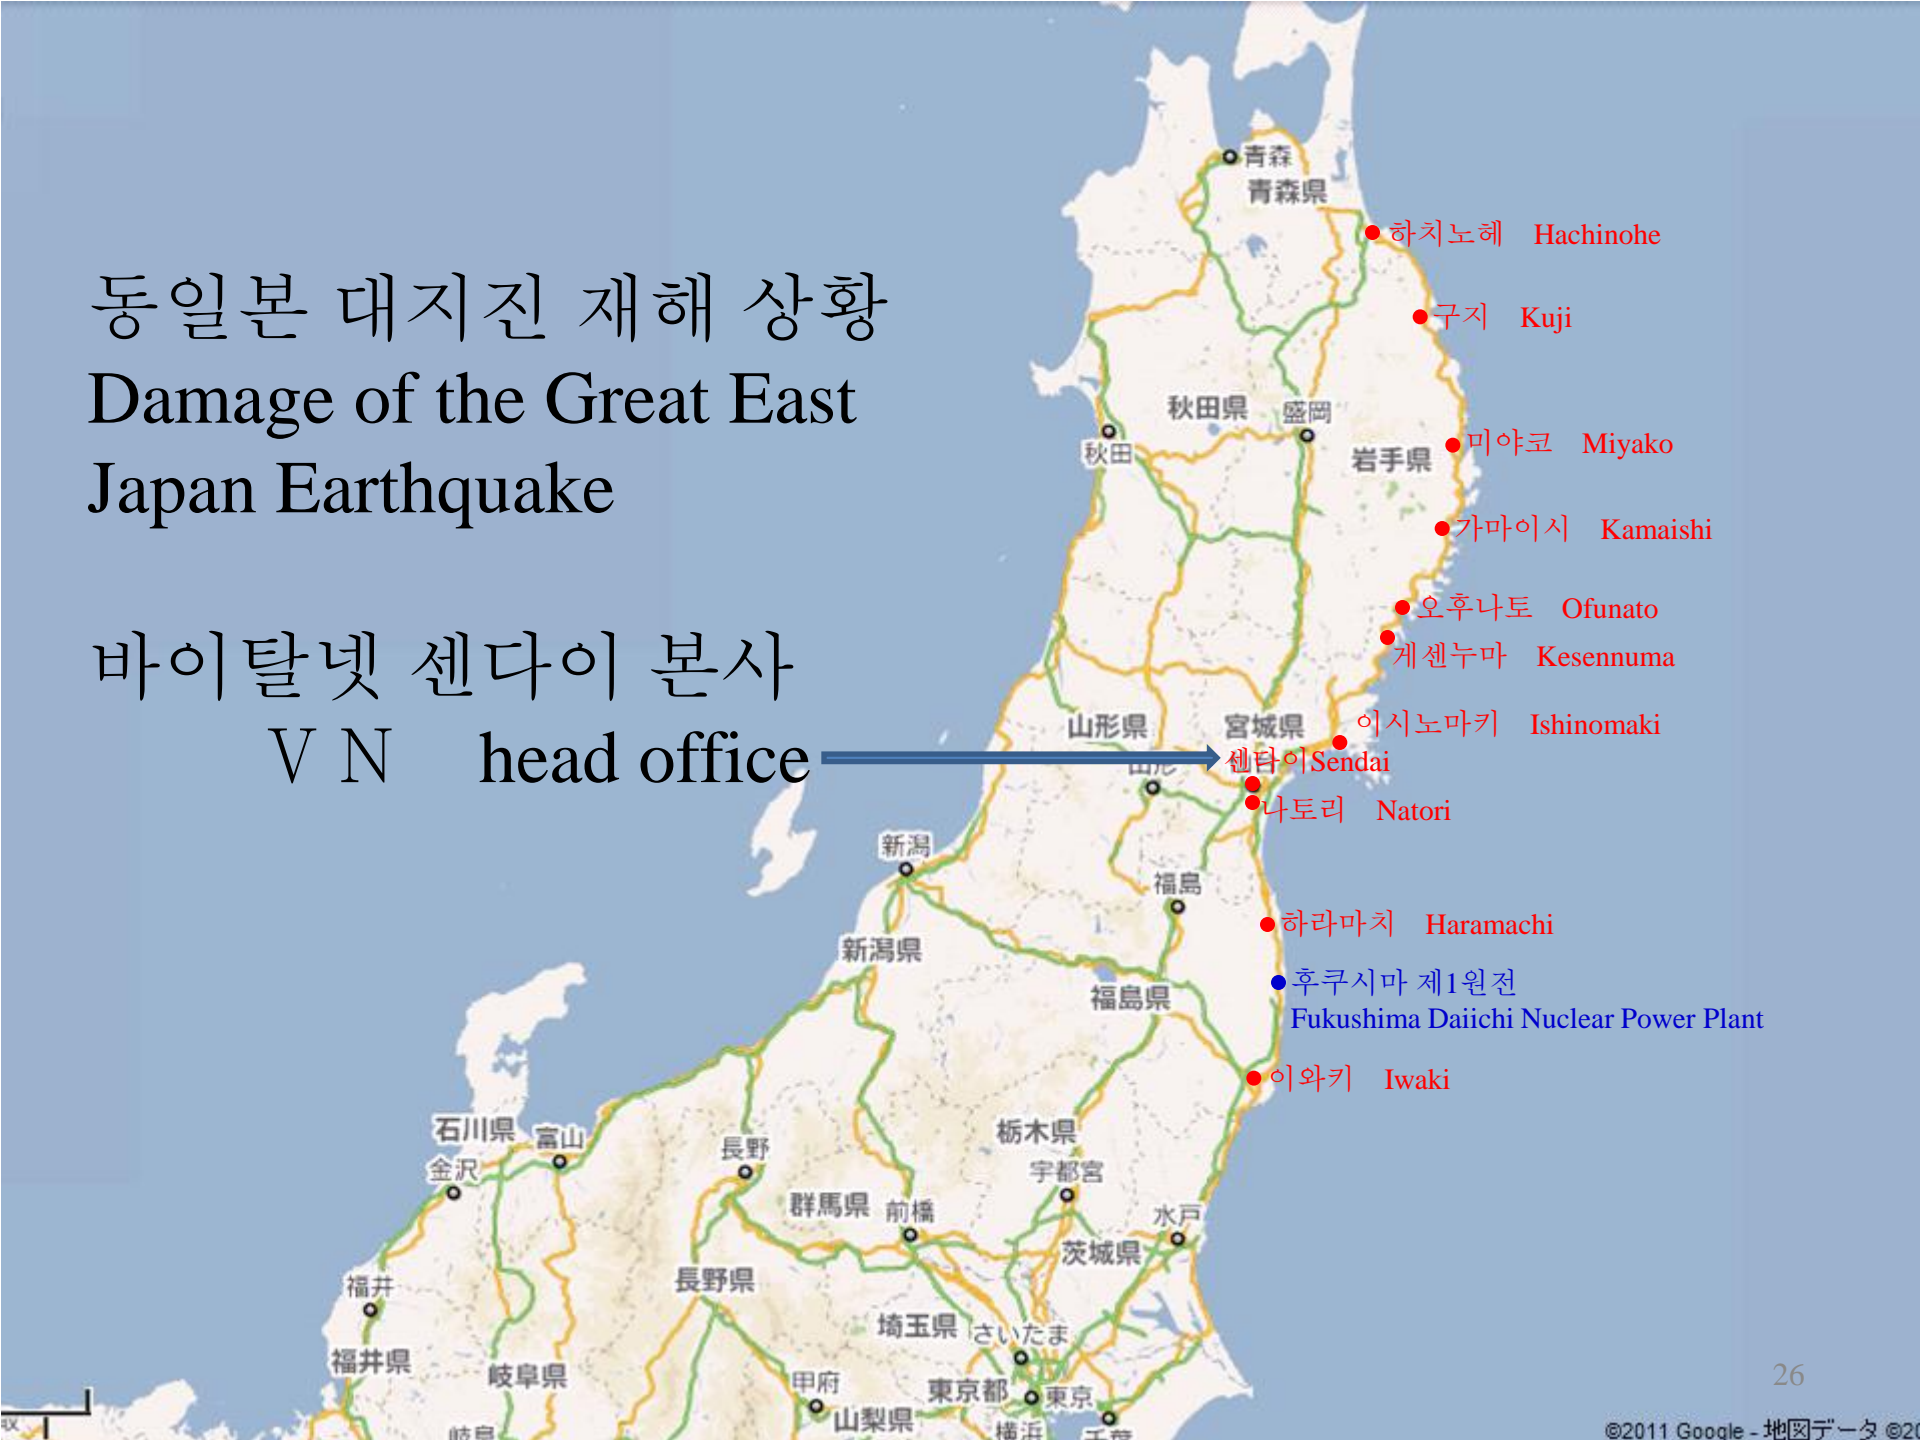 동일본 대지진 재해 상황
Damage of the Great East
Japan Earthquake
바이탈넷 센다이 본사
ＶＮ　head office
青森
青森県
하치노헤　Hachinohe
구지　Kuji
秋田県
盛岡
秋田
岩手県
미야코　Miyako
가마이시　Kamaishi
오후나토　Ofunato
게센누마　Kesennuma
山形県
宮城県
이시노마키　Ishinomaki
센다이Sendai
나토리　Natori
新潟
福島
하라마치　Haramachi
新潟県
후쿠시마 제1원전
Fukushima Daiichi Nuclear Power Plant
福島県
이와키　Iwaki
石川県
富山
長野
栃木県
金沢
宇都宮
群馬県
前橋
水戸
茨城県
福井
長野県
埼玉県
さいたま
福井県
岐阜県
甲府
東京都
東京
山梨県
26
©2011 Google - 地図データ ©20